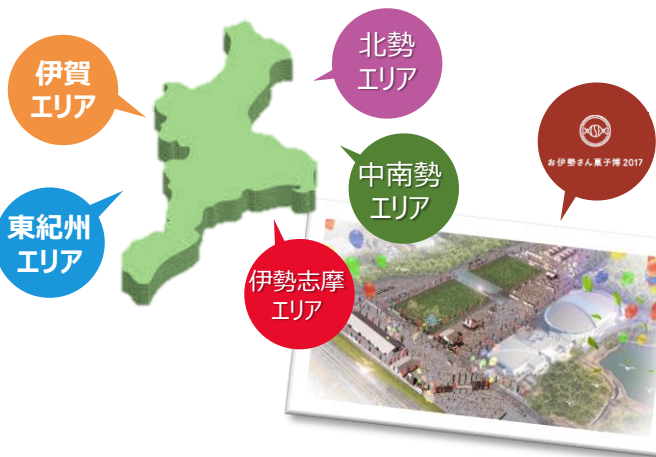 北勢
エリア
伊賀
エリア
お伊勢さん菓子博2017
中南勢
エリア
東紀州
エリア
伊勢志摩
エリア